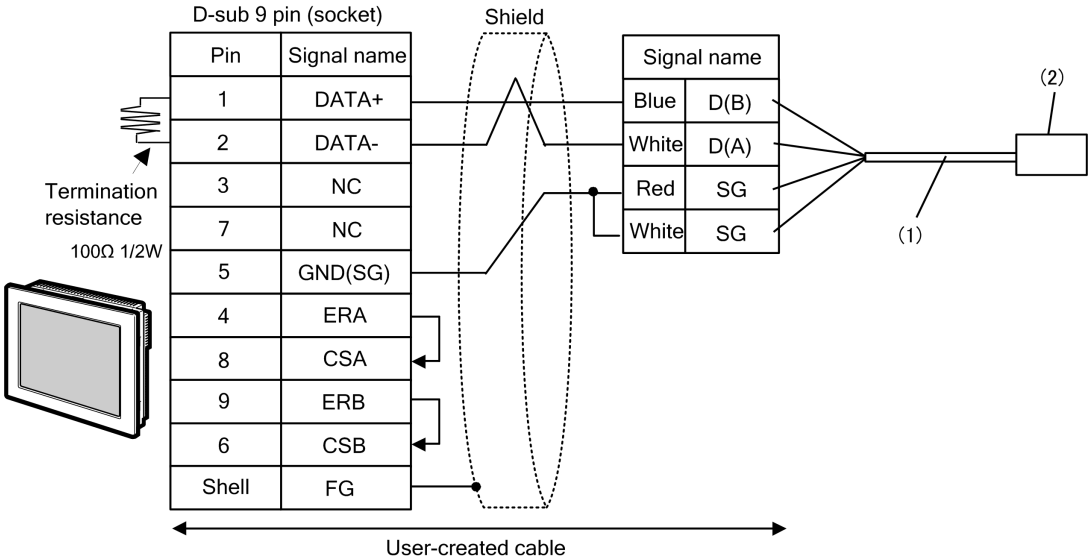 D-sub 9 pin (socket)
Shield
Pin Signal name
Signal name
(2)
1 DATA+
Blue D(B)
2 DATA-
White D(A)
Termination
resistance
100Ω 1/2W
3 NC
Red SG
7 NC
White SG
(1)
5 GND(SG)
4 ERA
8 CSA
9 ERB
6 CSB
Shell FG
User-created cable